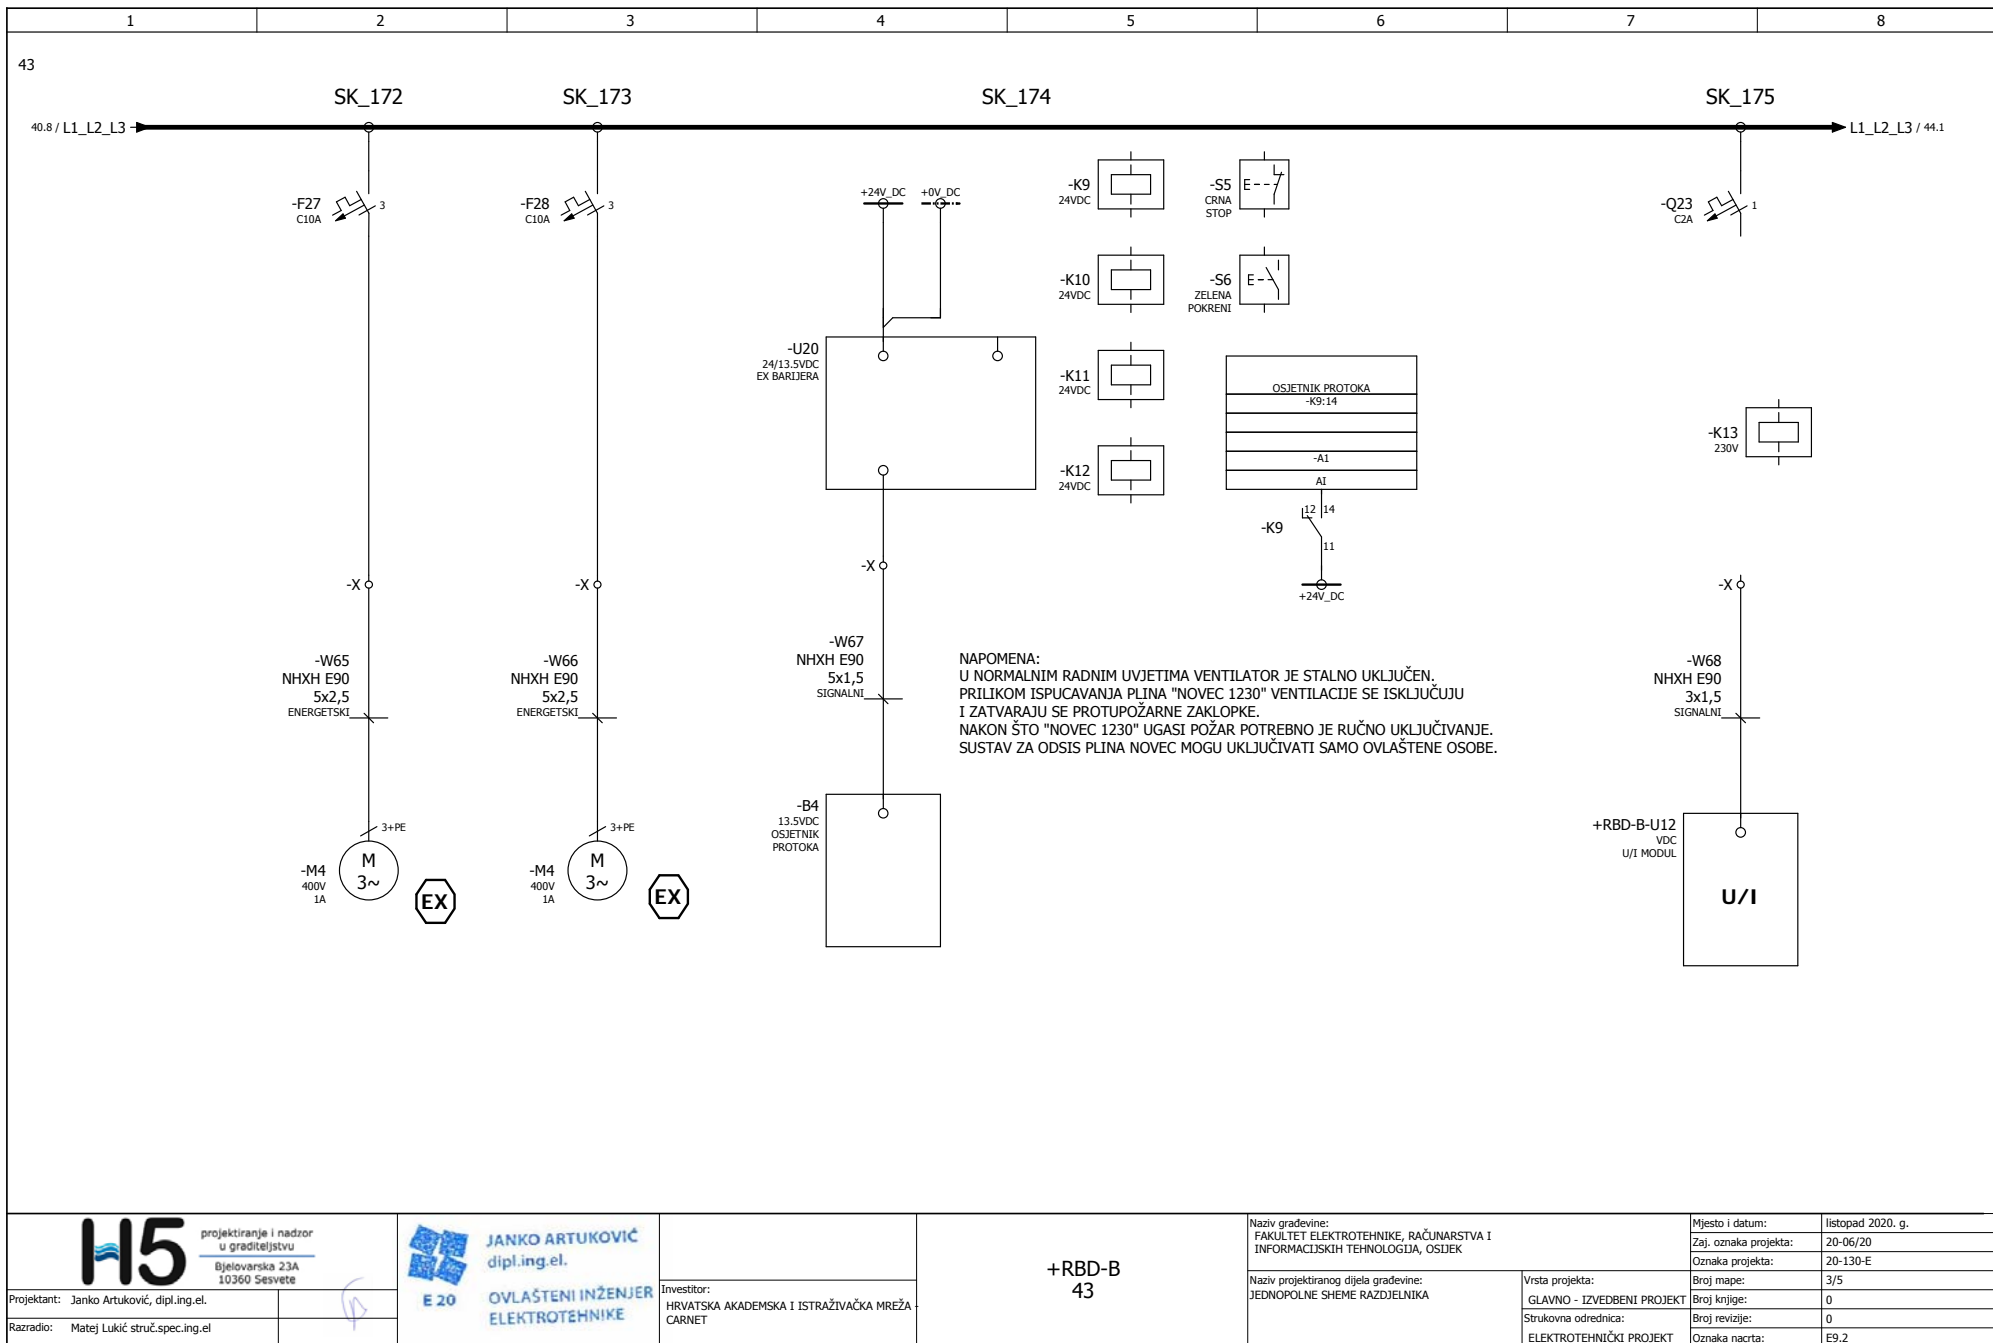 1 2 3 4 5 6 7 8
43
SK_172 SK_173 SK_174 SK_175
40.8 / L1_L2_L3
L1_L2_L3 / 44.1
-F27
C10A
3
-F28
C10A
3
+24V_DC +0V_DC
-K9
24VDC
-S5
CRNA
STOP
E
-Q23
C2A
1
-K10
24VDC
-S6
ZELENA
POKRENI
E
-U20
24/13.5VDC
EX BARIJERA
-K11
24VDC
OSJETNIK PROTOKA
-K9:14
-A1
AI
-K12
24VDC
-K13
230V
12 14
-K9
11
+24V_DC
-X
-X
-X
-X
-W65
NHXH E90
5x2,5
ENERGETSKI
-W66
NHXH E90
5x2,5
ENERGETSKI
-W67
NHXH E90
5x1,5
SIGNALNI
NAPOMENA:
U NORMALNIM RADNIM UVJETIMA VENTILATOR JE STALNO UKLJUČEN.
PRILIKOM ISPUCAVANJA PLINA "NOVEC 1230" VENTILACIJE SE ISKLJUČUJU
I ZATVARAJU SE PROTUPOŽARNE ZAKLOPKE.
NAKON ŠTO "NOVEC 1230" UGASI POŽAR POTREBNO JE RUČNO UKLJUČIVANJE.
SUSTAV ZA ODSIS PLINA NOVEC MOGU UKLJUČIVATI SAMO OVLAŠTENE OSOBE.
-W68
NHXH E90
3x1,5
SIGNALNI
3+PE
-M4
400V
1A
M
3~
EX
3+PE
-M4
400V
1A
M
3~
EX
-B4
13.5VDC
OSJETNIK
PROTOKA
+RBD-B-U12
VDC
U/I MODUL
U/I
H5
projektiranje i nadzor
u graditeljstvu
Bjelovarska 23A
10360 Sesvete
Projektant: Janko Artuković, dipl.ing.el.
Razradio: Matej Lukić struč.spec.ing.el
JANKO ARTUKOVIĆ
dipl.ing.el.
E 20
OVLAŠTENI INŽENJER
ELEKTROTEHNIKE
Investitor:
HRVATSKA AKADEMSKA I ISTRAŽIVAČKA MREŽA -
CARNET
+RBD-B
43
Naziv građevine:
FAKULTET ELEKTROTEHNIKE, RAČUNARSTVA I
INFORMACIJSKIH TEHNOLOGIJA, OSIJEK
Naziv projektiranog dijela građevine:
JEDNOPOLNE SHEME RAZDJELNIKA
Vrsta projekta:
GLAVNO - IZVEDBENI PROJEKT
Strukovna odrednica:
ELEKTROTEHNIČKI PROJEKT
Mjesto i datum: listopad 2020. g.
Zaj. oznaka projekta: 20-06/20
Oznaka projekta: 20-130-E
Broj mape: 3/5
Broj knjige: 0
Broj revizije: 0
Oznaka nacrta: E9.2